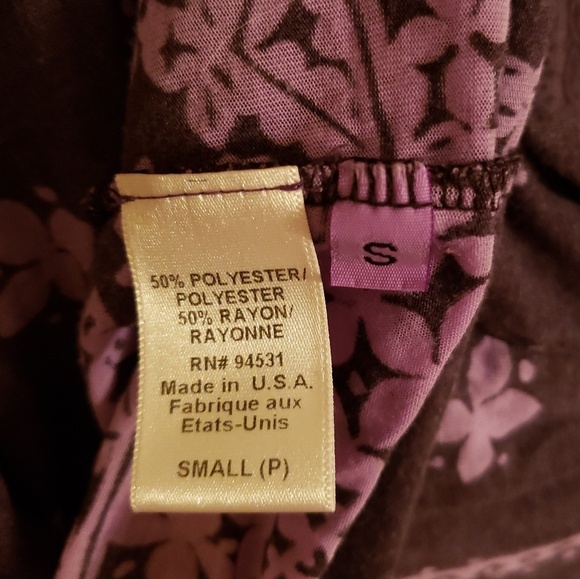 50% POLYESTER/
POLYESTER
50% RAYON/
RAYONNE
RN# 94531
Made in U.S.A.
Fabrique aux
Etats-Unis
SMALL (P)
S